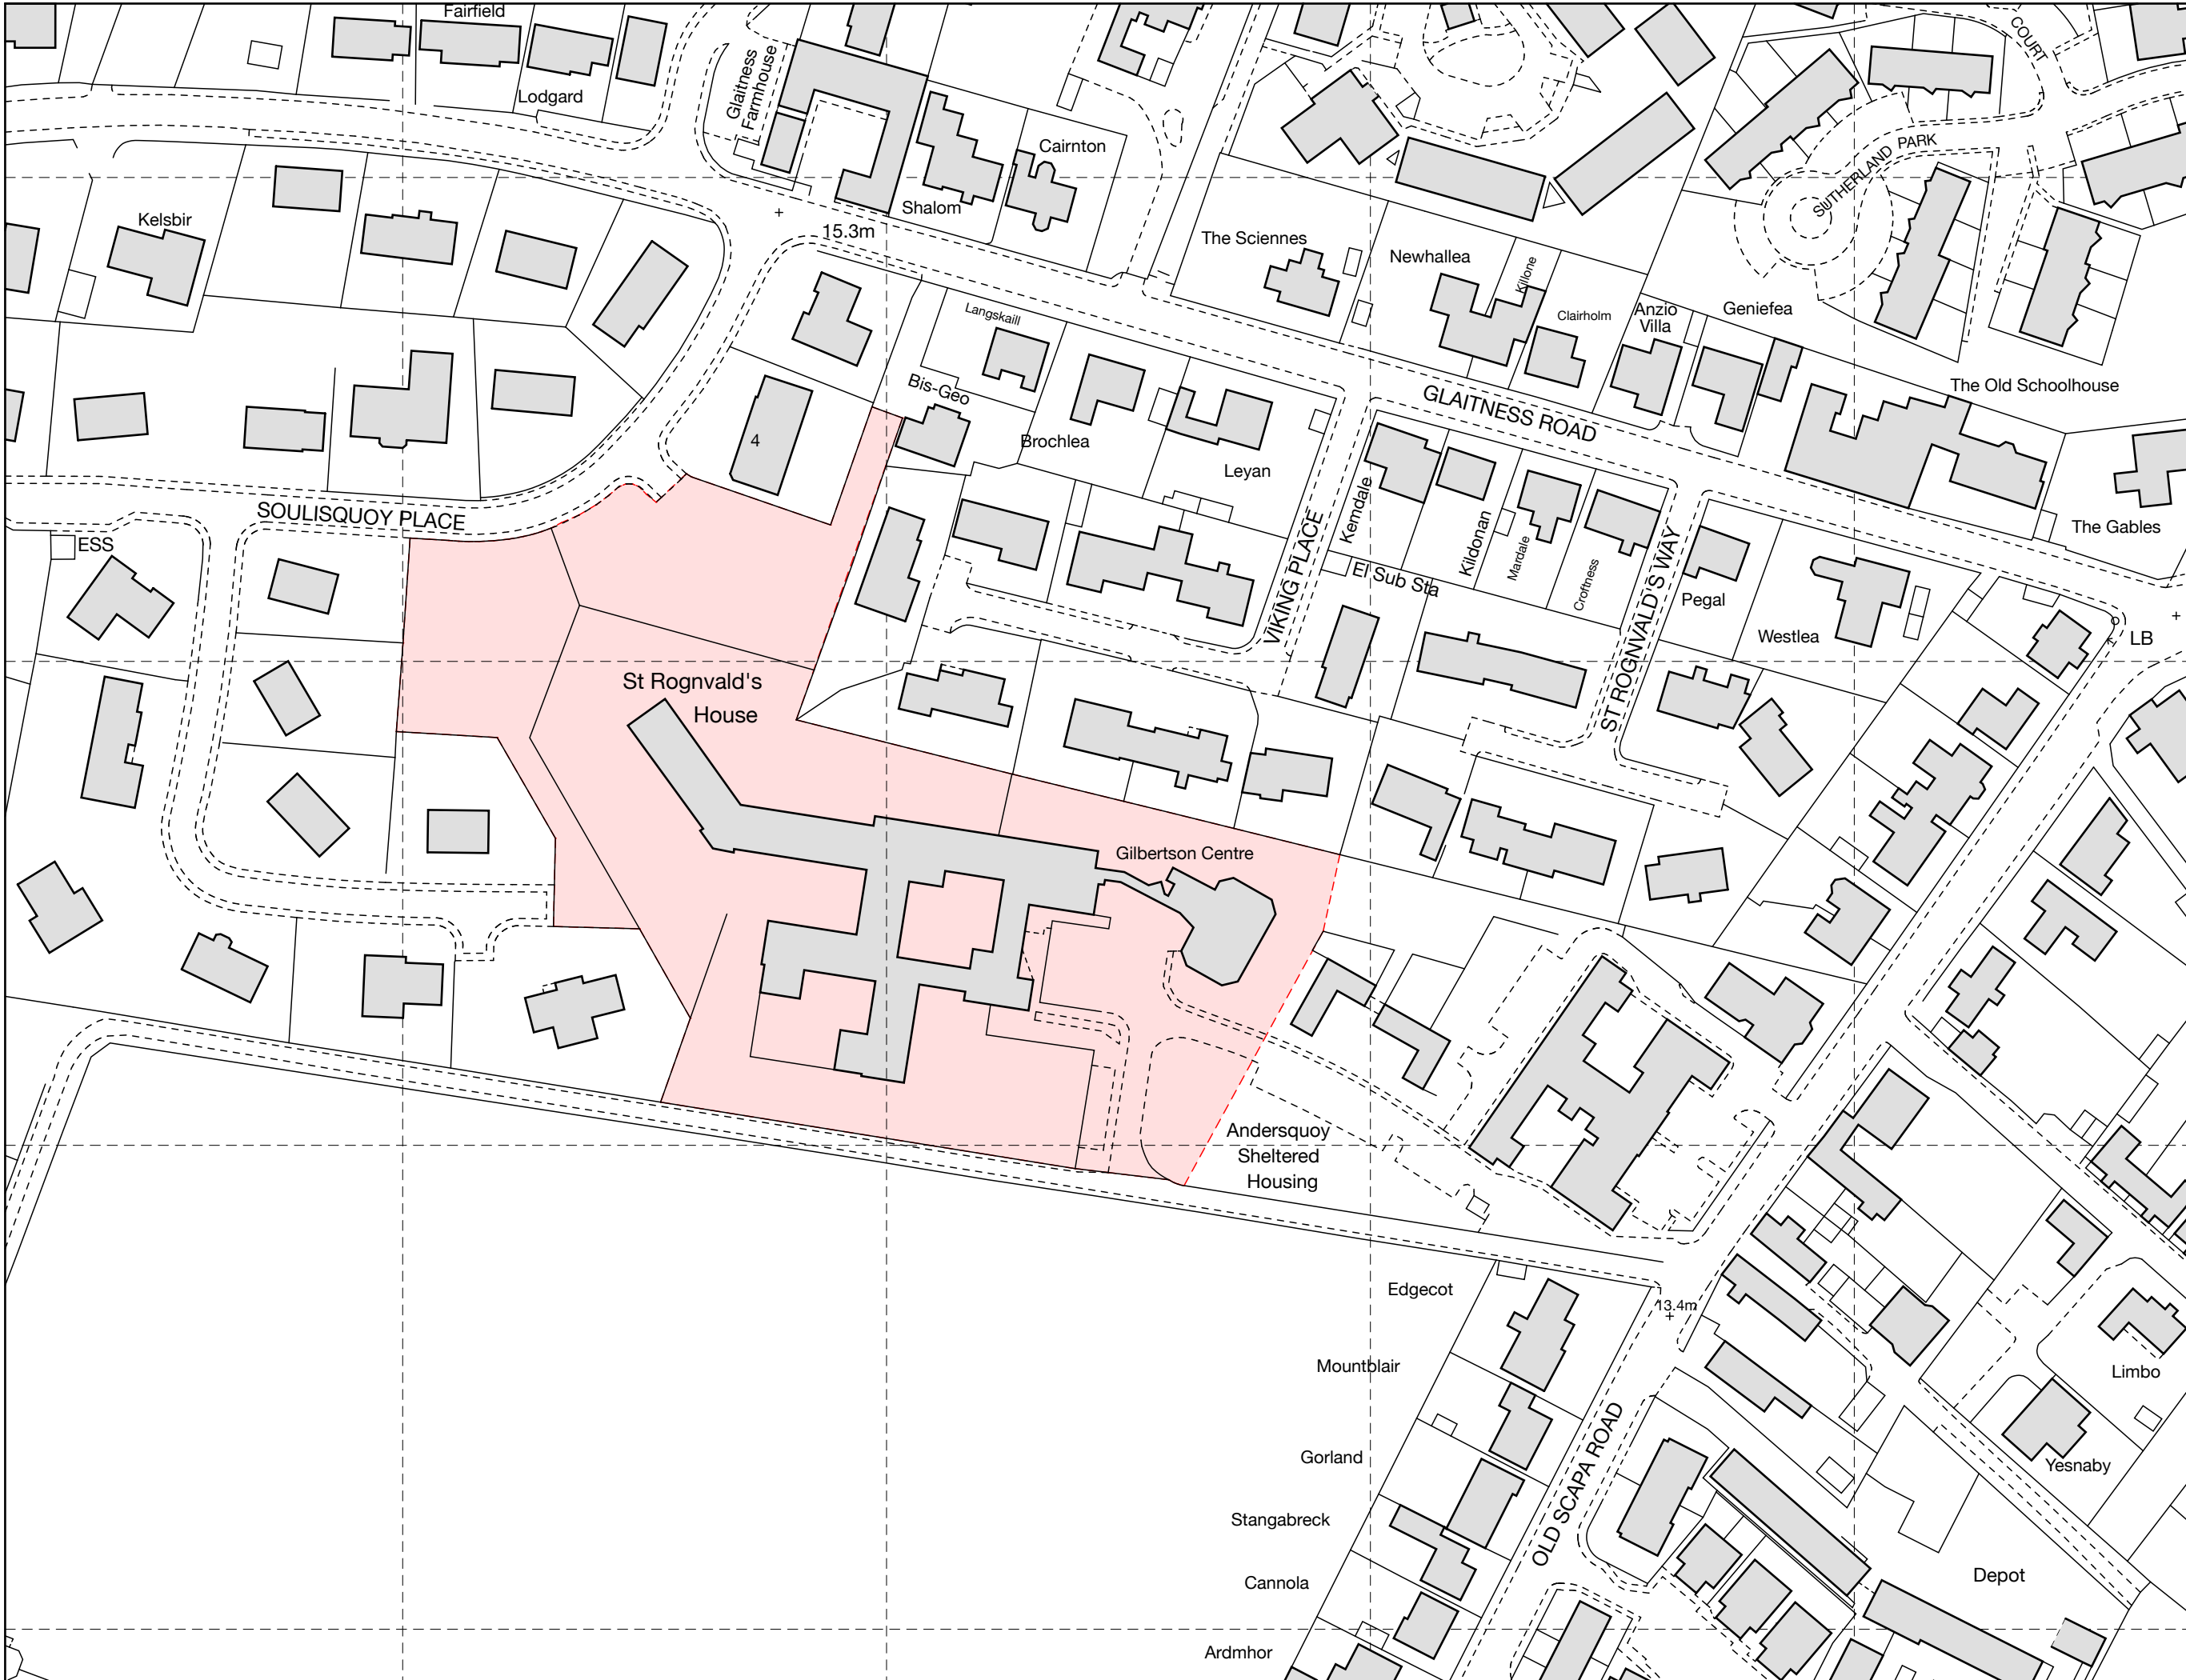 Fairfield
COURT
Glaitness
Farmhouse
Lodgard
Cairnton
SUTHERLAND PARK
Kelsbir
Shalom
15.3m
The Sciennes
Newhallea
Killone
Langskaill
Clairholm
Anzio
Villa
Geniefea
Bis-Geo
The Old Schoolhouse
GLAITNESS ROAD
4
Brochlea
Leyan
SOULISQUOY PLACE
ESS
Kemdale
Kildonan
Mardale
Croftness
The Gables
VIKING PLACE
El Sub Sta
ST ROGNVALD'S WAY
Pegal
Westlea
LB
St Rognvald's
House
Gilbertson Centre
Andersquoy
Sheltered
Housing
Edgecot
13.4m
Mountblair
Limbo
Gorland
Yesnaby
OLD SCAPA ROAD
Stangabreck
Cannola
Depot
Ardmhor